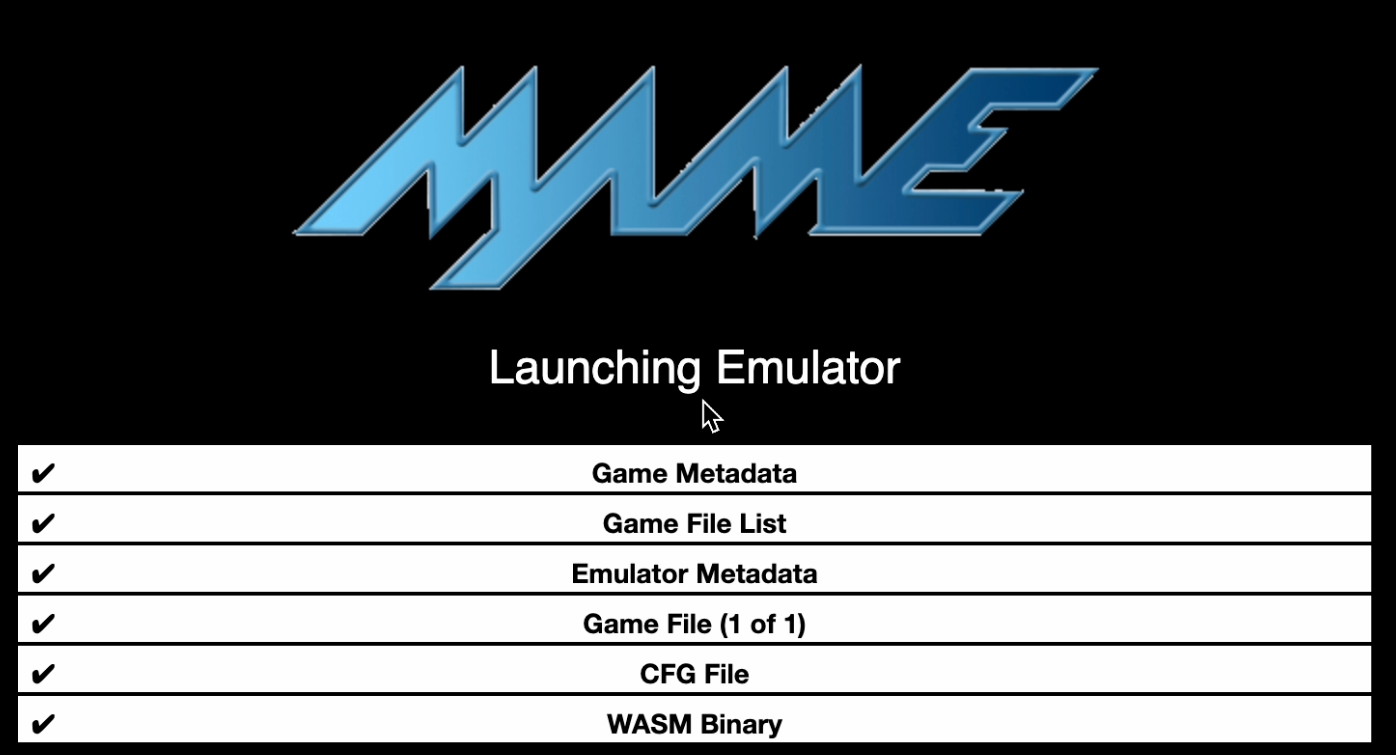 MAME
Launching Emulator
✔ Game Metadata
✔ Game File List
✔ Emulator Metadata
✔ Game File (1 of 1)
✔ CFG File
✔ WASM Binary